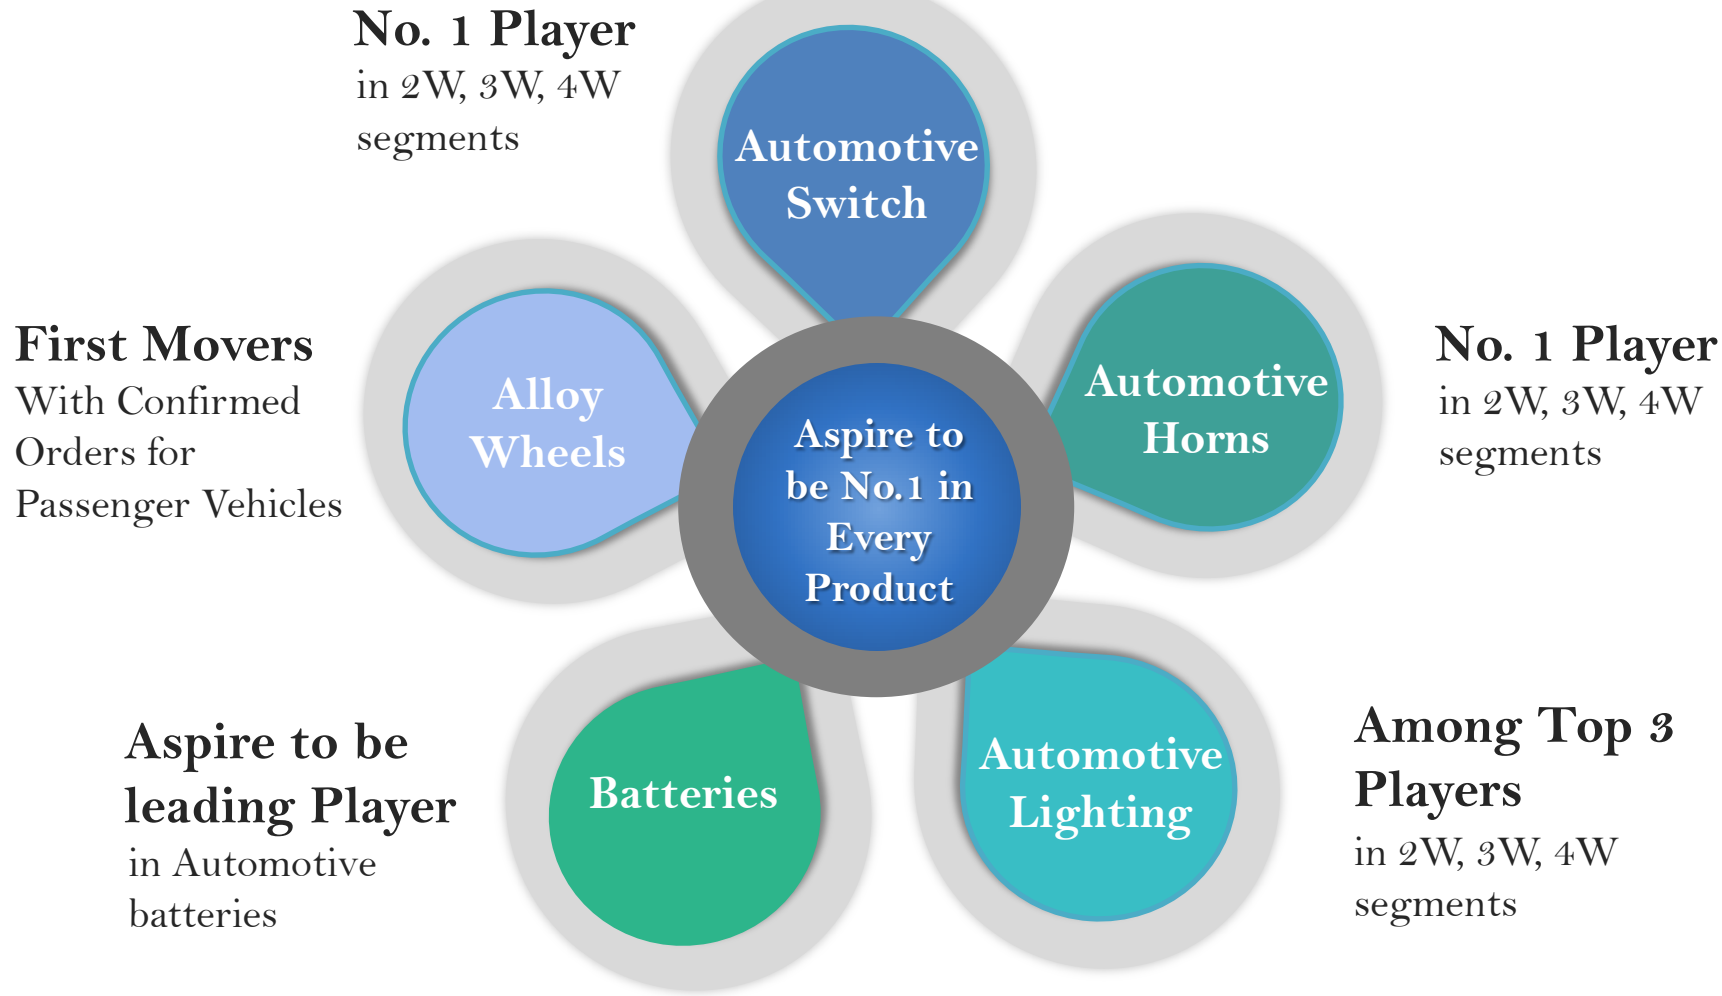 No. 1 Player
in 2W, 3W, 4W
segments
Automotive
Switch
First Movers
With Confirmed
Orders for
Passenger Vehicles
Alloy
Wheels
Aspire to
be No.1 in
Every
Product
Automotive
Horns
No. 1 Player
in 2W, 3W, 4W
segments
Aspire to be
leading Player
in Automotive
batteries
Batteries
Automotive
Lighting
Among Top 3
Players
in 2W, 3W, 4W
segments